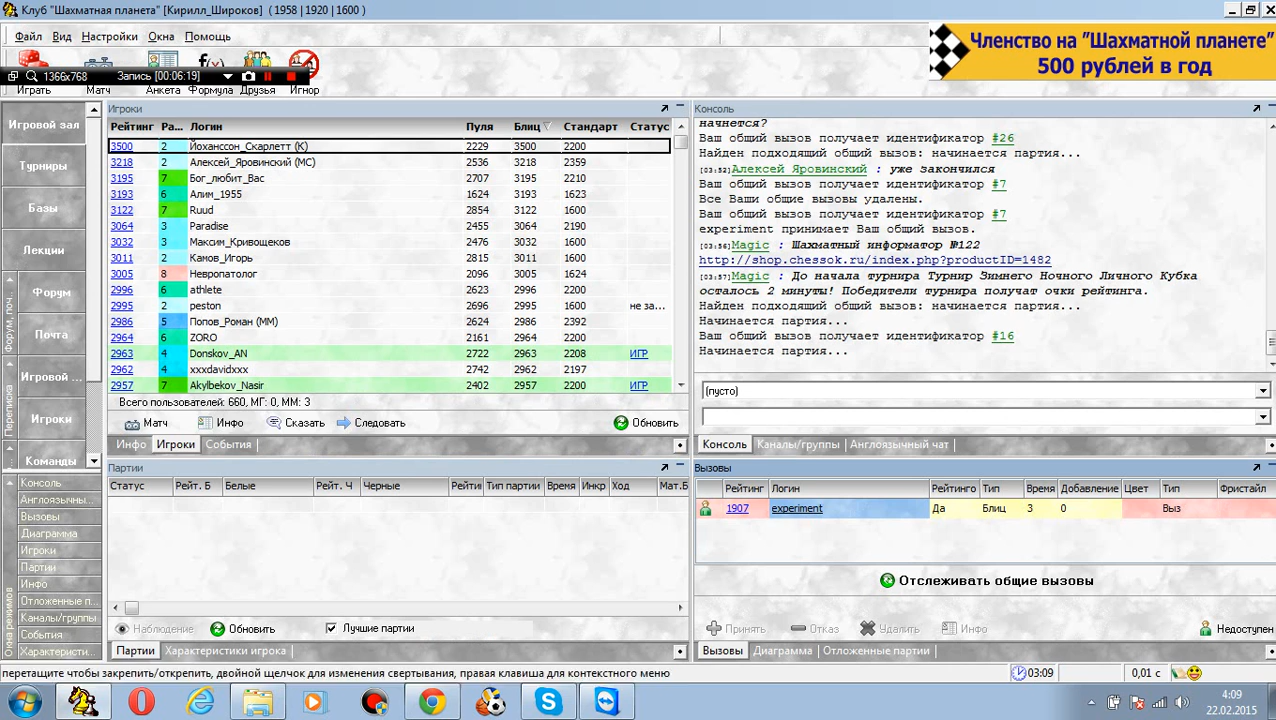 Клуб "Шахматная планета" [Кирилл_Широков] ( 1958 | 1920 | 1600 )
Файл Вид Настройки Окна Помощь
Членство на "Шахматной планете"
500 рублей в год
1366x768 Запись [00:06:19]
Играть Матч Анкета Формула Друзья Игнор
Игровой зал
Турниры
Базы
Лекции
Форум
Почта
Игровой ...
Игроки
Команды
Форум, поч...
Переписка
Консоль
Англоязычны...
Вызовы
Диаграмма
Игроки
Партии
Инфо
Отложенные п...
Каналы/группы
События
Характеристи...
Окна режимов
Игроки
Рейтинг Ра... Логин Пуля Блиц Стандарт Статус
3500 2 Йоханссон_Скарлетт (К) 2229 3500 2200
3218 2 Алексей_Яровинский (МС) 2536 3218 2359
3195 7 Бог_любит_Вас 2707 3195 2210
3193 6 Алим_1955 1624 3193 1623
3122 7 Ruud 2854 3122 1600
3064 3 Paradise 2455 3064 2190
3032 3 Максим_Кривощеков 2476 3032 1600
3011 2 Камов_Игорь 2815 3011 1600
3005 8 Невропатолог 2096 3005 1624
2996 6 athlete 2623 2996 2200
2995 2 peston 2696 2995 1600 не за...
2986 5 Попов_Роман (ММ) 2624 2986 2392
2964 6 ZORO 2161 2964 2200
2963 4 Donskov_AN 2722 2963 2208 ИГР
2962 4 xxxdavidxxx 2742 2962 2197
2957 7 Akylbekov_Nasir 2402 2957 2200 ИГР
Всего пользователей: 660, МГ: 0, ММ: 3
Матч Инфо Сказать Следовать Обновить
Инфо Игроки События
Консоль
начнется?
Ваш общий вызов получает идентификатор #26
Найден подходящий общий вызов: начинается партия...
[03:52]Алексей Яровинский : уже закончился
Ваш общий вызов получает идентификатор #7
Все Ваши общие вызовы удалены.
Ваш общий вызов получает идентификатор #7
experiment принимает Ваш общий вызов.
[03:56]Magic : Шахматный информатор №122
http://shop.chessok.ru/index.php?productID=1482
[03:57]Magic : До начала турнира Турнир Зимнего Ночного Личного Кубка
осталось 2 минуты! Победители турнира получат очки рейтинга.
Найден подходящий общий вызов: начинается партия...
Начинается партия...
Ваш общий вызов получает идентификатор #16
Начинается партия...
(пусто)
Консоль Каналы/группы Англоязычный чат
Партии
Статус Рейт. Б Белые Рейт. Ч Черные Рейти Тип партии Время Инкр Ход Мат.Б
Наблюдение Обновить Лучшие партии
Партии Характеристики игрока
Вызовы
Рейтинг Логин Рейтинго Тип Время Добавление Цвет Тип Фристайл
1907 experiment Да Блиц 3 0 Выз
Отслеживать общие вызовы
Принять Отказ Удалить Инфо Недоступен
Вызовы Диаграмма Отложенные партии
перетащите чтобы закрепить/открепить, двойной щелчок для изменения свертывания, правая клавиша для контекстного меню
03:09 0,01 с
4:09
22.02.2015